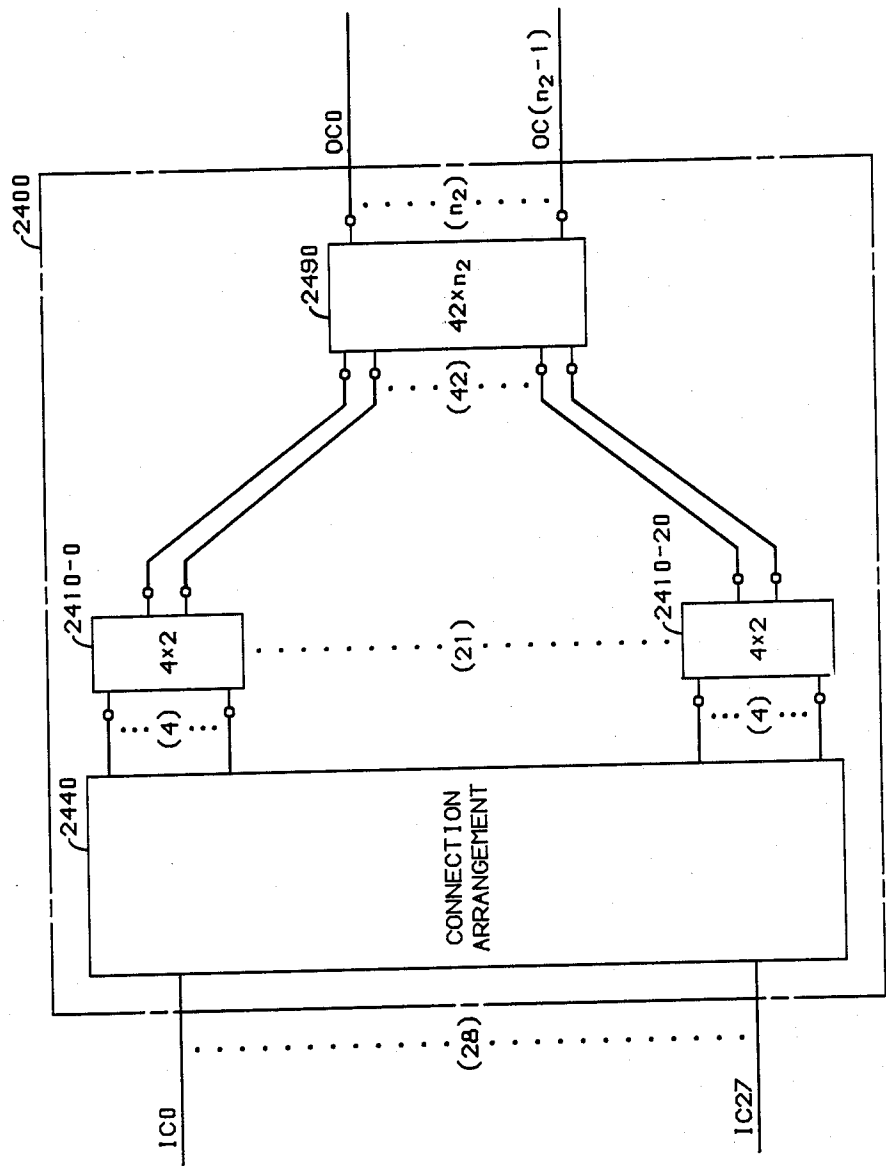 2400
2440
2410-0
2490
IC0
(28)
IC27
CONNECTION
ARRANGEMENT
(4)
4×2
(21)
2410-20
(4)
4×2
(42)
42×n₂
(n₂)
OC0
OC(n₂-1)